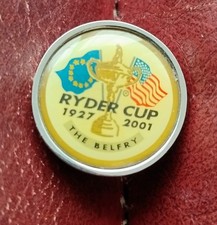 RYDER CUP
1927 2001
THE BELFRY